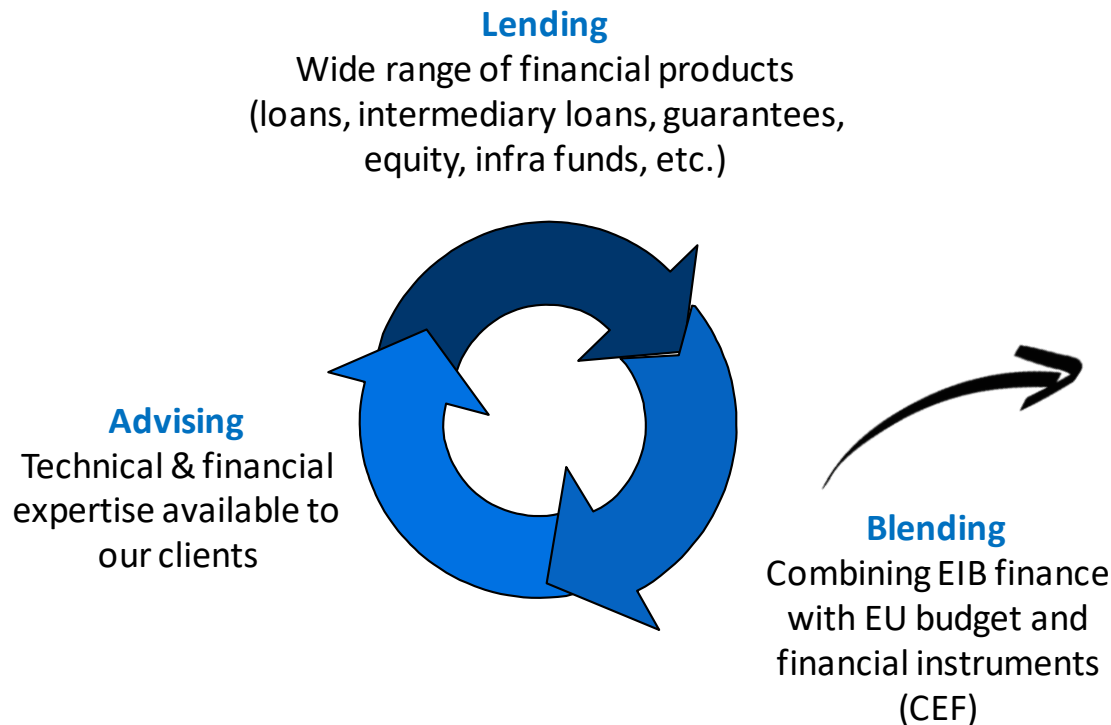 Lending
Wide range of financial products
(loans, intermediary loans, guarantees,
equity, infra funds, etc.)
Advising
Technical & financial
expertise available to
our clients
Blending
Combining EIB finance
with EU budget and
financial instruments
(CEF)